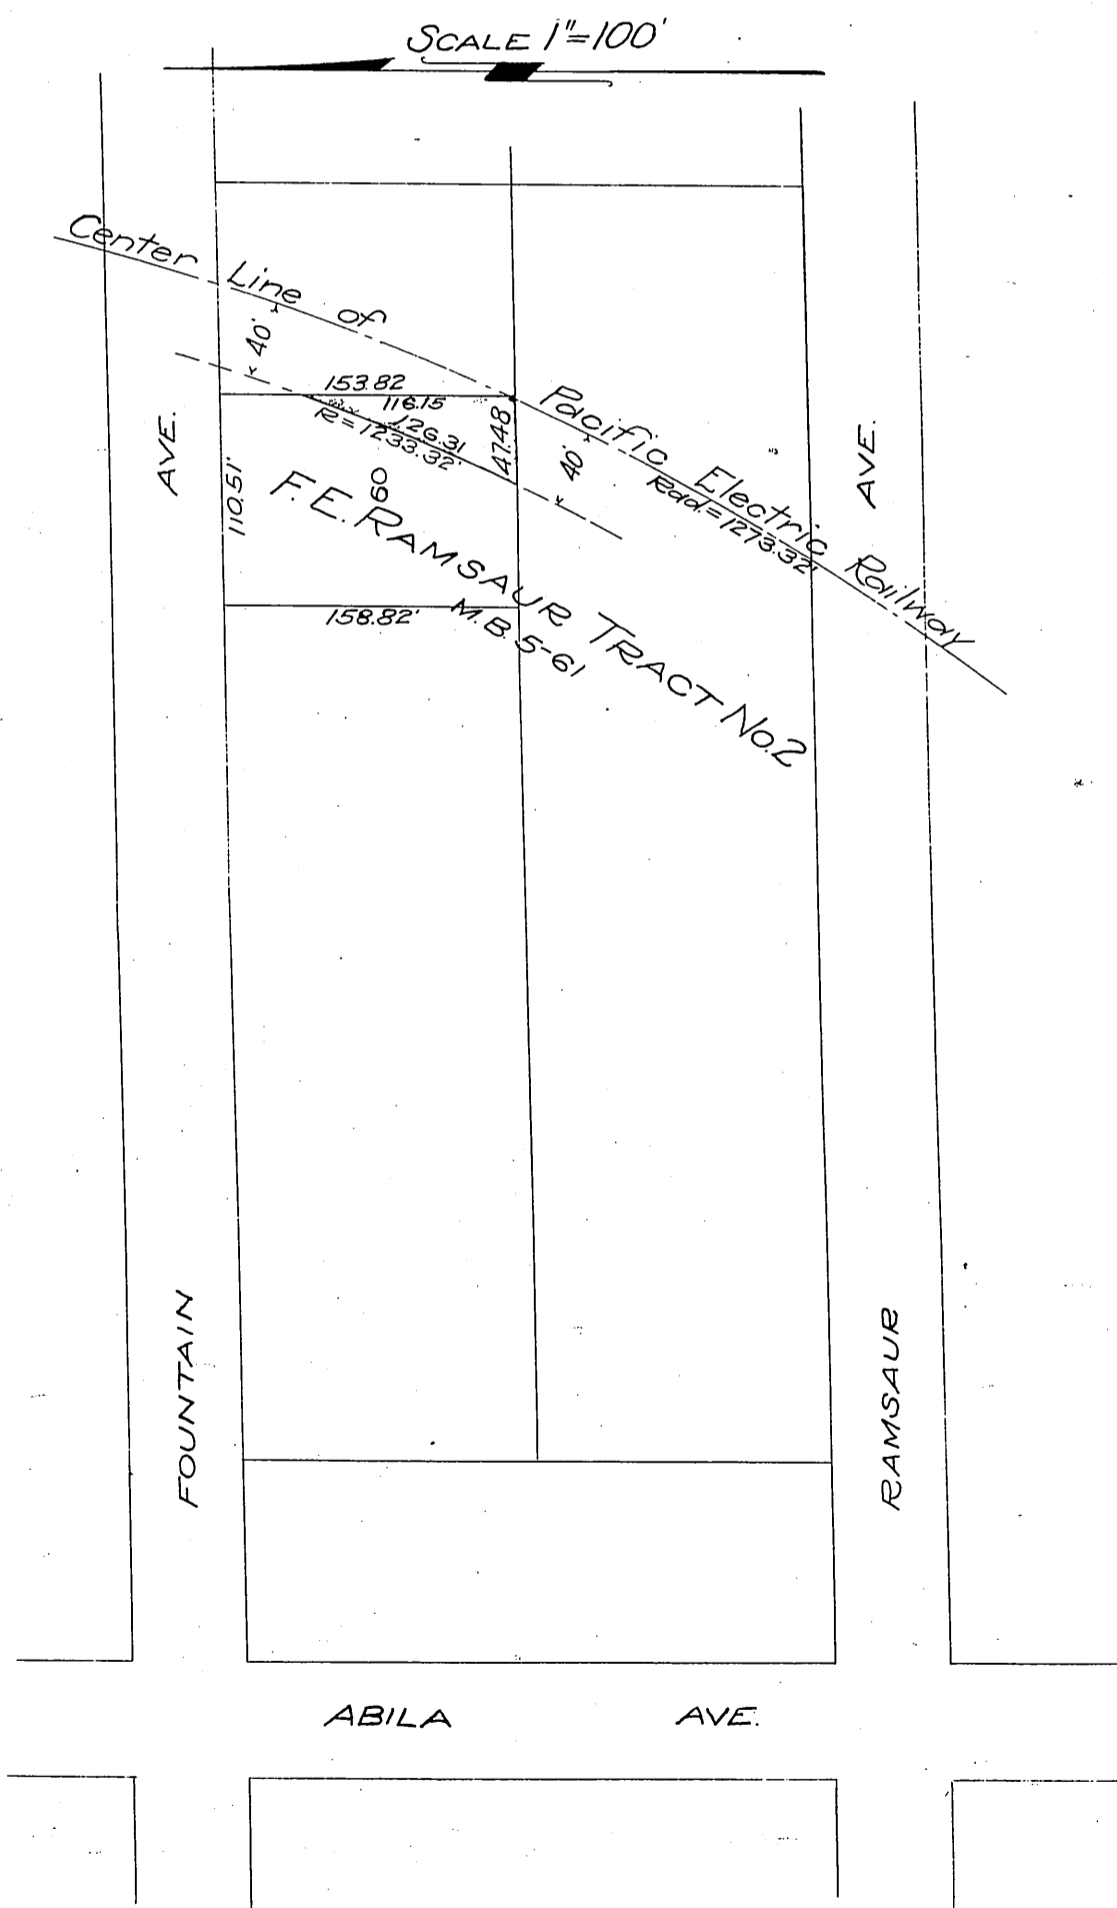 SCALE 1"=100'
Center Line of
Pacific Electric Railway
40'
153.82
116.15
126.31
R=1233.32'
47.48
40'
Rad.=1273.32'
AVE.
AVE.
110.51'
60
F.E. RAMSAUR TRACT No.2
M.B. 5-61
158.82'
FOUNTAIN
RAMSAUR
ABILA AVE.